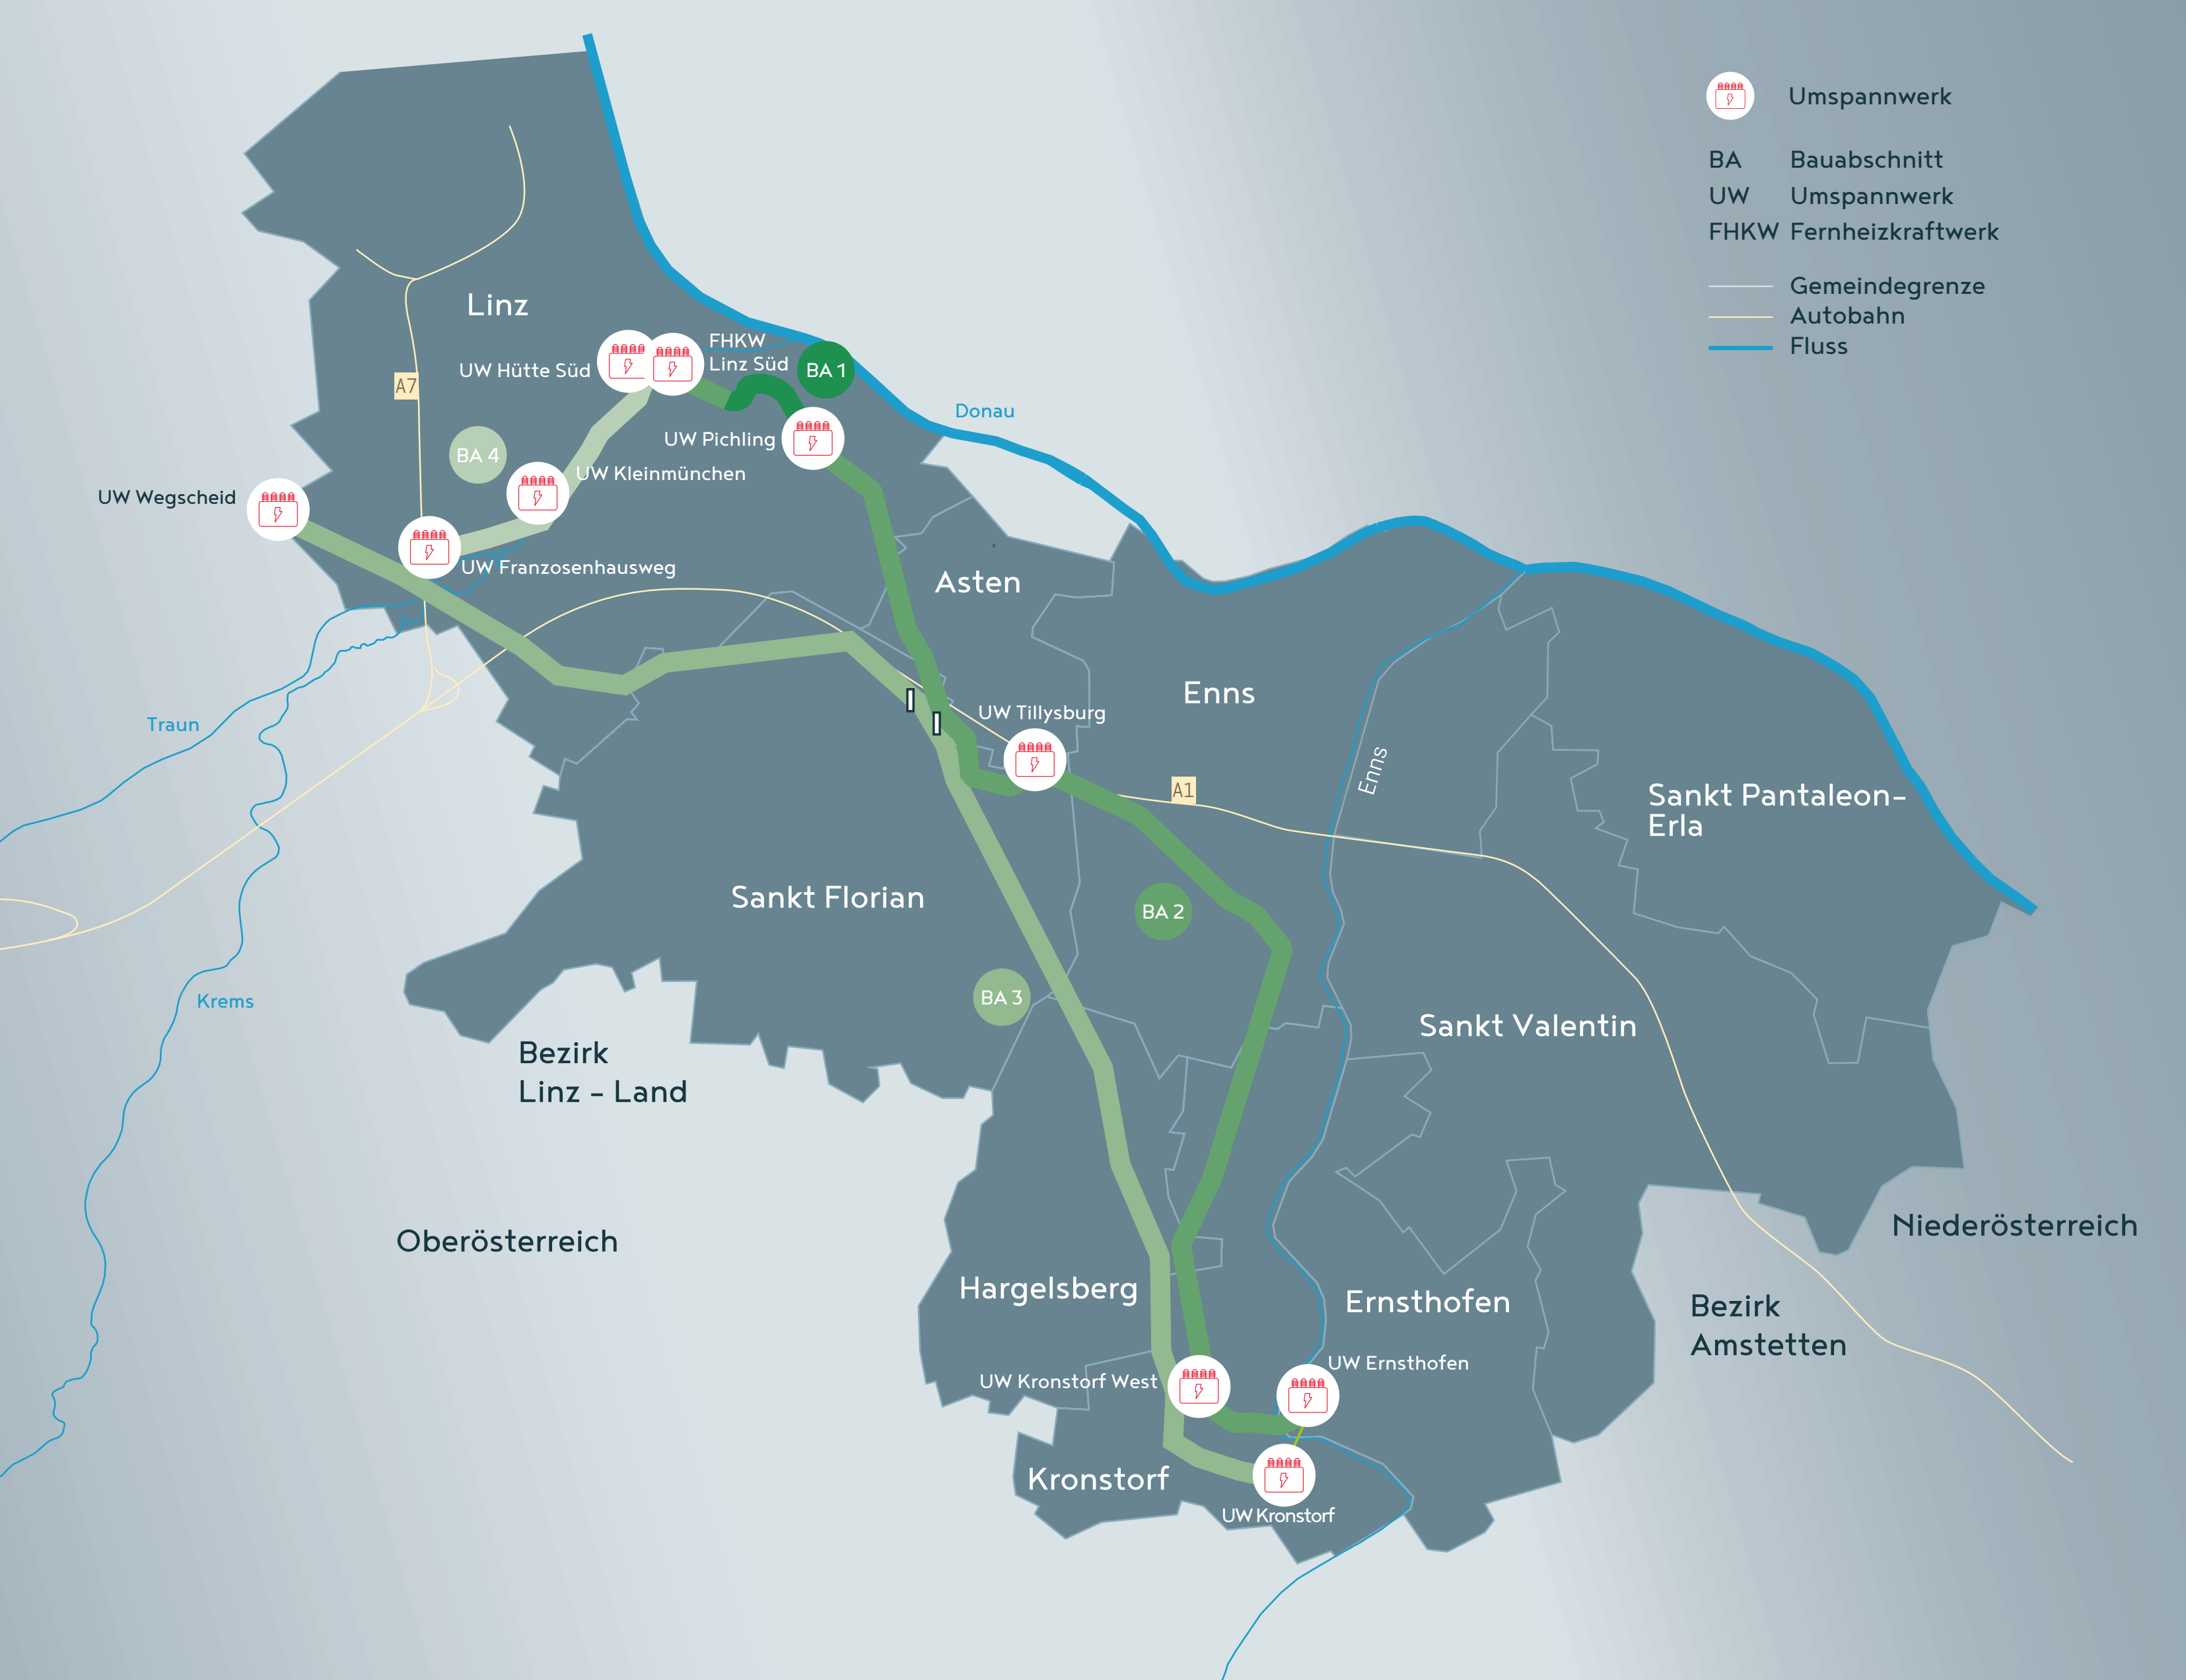 Umspannwerk
BA Bauabschnitt
UW Umspannwerk
FHKW Fernheizkraftwerk
Gemeindegrenze
Autobahn
Fluss
Linz
FHKW
Linz Süd
UW Hütte Süd
BA 1
A7
Donau
UW Pichling
BA 4
UW Kleinmünchen
UW Wegscheid
UW Franzosenhausweg
Asten
Enns
UW Tillysburg
Traun
Enns
A1
Sankt Pantaleon-
Erla
Sankt Florian
BA 2
Krems
BA 3
Sankt Valentin
Bezirk
Linz - Land
Oberösterreich
Niederösterreich
Hargelsberg
Ernsthofen
Bezirk
Amstetten
UW Ernsthofen
UW Kronstorf West
Kronstorf
UW Kronstorf